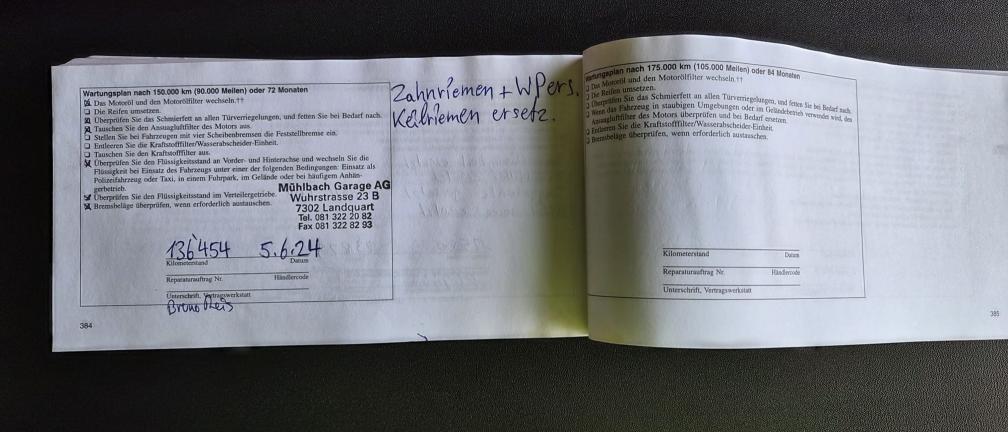 Wartungsplan nach 150.000 km (90.000 Meilen) oder 72 Monaten
Das Motoröl und den Motorölfilter wechseln.††
Die Reifen umsetzen.
Überprüfen Sie das Schmierfett an allen Türverriegelungen, und fetten Sie bei Bedarf nach.
Tauschen Sie den Ansaugluftfilter des Motors aus.
Stellen Sie bei Fahrzeugen mit vier Scheibenbremsen die Feststellbremse ein.
Entleeren Sie die Kraftstofffilter/Wasserabscheider-Einheit.
Tauschen Sie den Kraftstofffilter aus.
Überprüfen Sie den Flüssigkeitsstand an Vorder- und Hinterachse und wechseln Sie die
Flüssigkeit bei Einsatz des Fahrzeugs unter einer der folgenden Bedingungen: Einsatz als
Polizeifahrzeug oder Taxi, in einem Fuhrpark, im Gelände oder bei häufigem Anhän-
gerbetrieb.
Überprüfen Sie den Flüssigkeitsstand im Verteilergetriebe.
Bremsbeläge überprüfen, wenn erforderlich austauschen.
Mühlbach Garage AG
Wuhrstrasse 23 B
7302 Landquart
Tel. 081 322 20 82
Fax 081 322 82 93
136'454 5.6.24
Kilometerstand Datum
Reparaturauftrag Nr. Händlercode
Unterschrift, Vertragswerkstatt
Bruno
384
Zahnriemen + WPers.
Keilriemen ersetz.
Wartungsplan nach 175.000 km (105.000 Meilen) oder 84 Monaten
Das Motoröl und den Motorölfilter wechseln.††
Die Reifen umsetzen.
Überprüfen Sie das Schmierfett an allen Türverriegelungen, und fetten Sie bei Bedarf nach.
Wenn das Fahrzeug in staubigen Umgebungen oder im Geländebetrieb verwendet wird, den
Ansaugluftfilter des Motors überprüfen und bei Bedarf ersetzen.
Entleeren Sie die Kraftstofffilter/Wasserabscheider-Einheit.
Bremsbeläge überprüfen, wenn erforderlich austauschen.
Kilometerstand Datum
Reparaturauftrag Nr. Händlercode
Unterschrift, Vertragswerkstatt
385